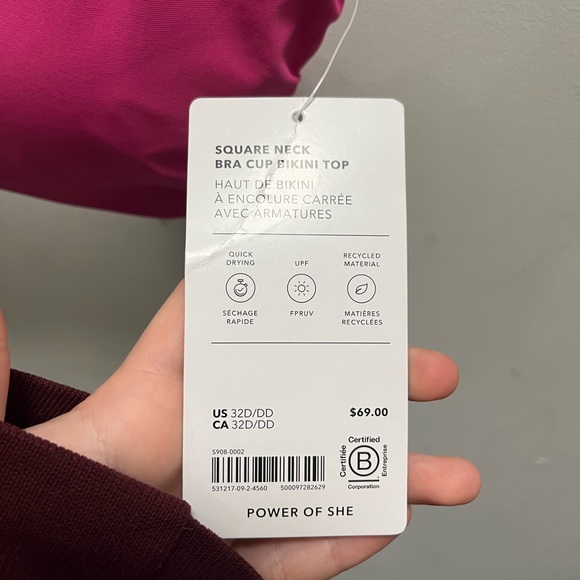 SQUARE NECK
BRA CUP BIKINI TOP
HAUT DE BIKINI
À ENCOLURE CARRÉE
AVEC ARMATURES
QUICK
DRYING
UPF
RECYCLED
MATERIAL
SÉCHAGE
RAPIDE
FPRUV
MATIÈRES
RECYCLÉES
US 32D/DD
CA 32D/DD
$69.00
S908-0002
531217-09-2-4560 500097282629
Certified
Certifiée
B
Entreprise
Corporation
POWER OF SHE